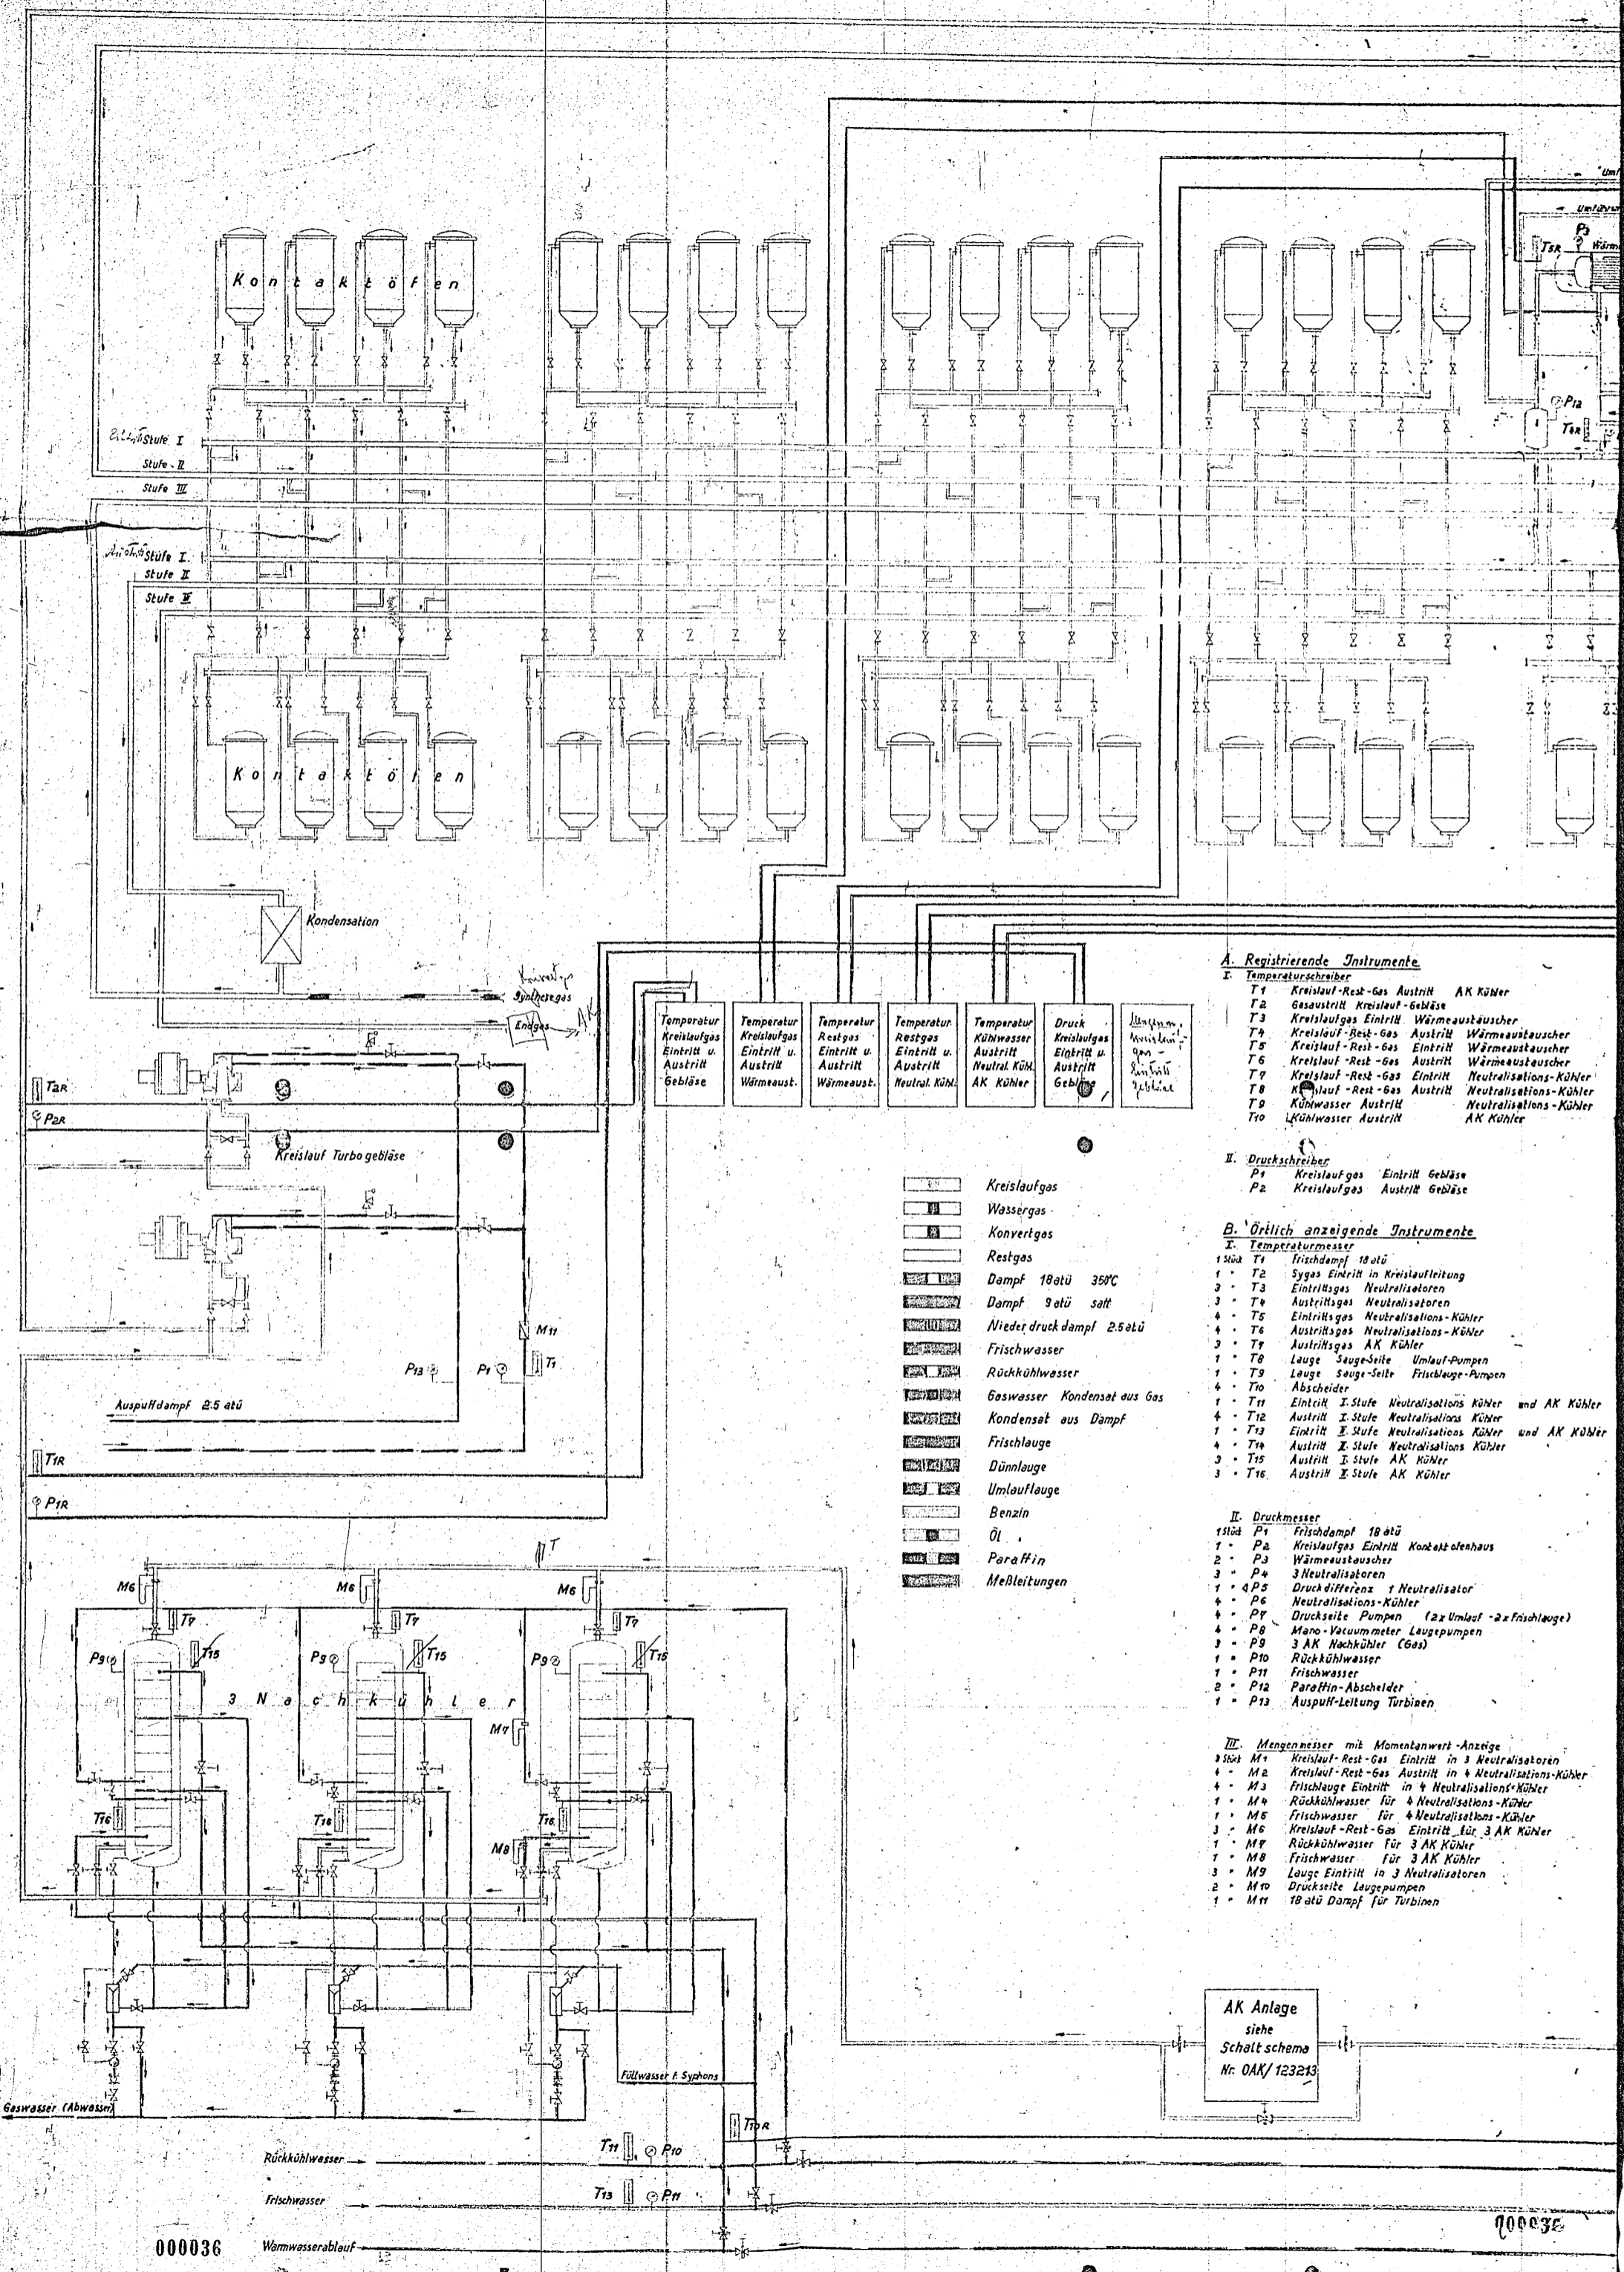 Umfüh
P3
T5R
Wärm
Kontaktöfen
P12
T4R
Stufe I
Stufe II
Stufe III
Stufe I
Stufe II
Stufe III
Kontaktöfen
Kondensation
Synthesegas
Endgas
Temperatur Kreislaufgas Eintritt u. Austritt Gebläse
Temperatur Kreislaufgas Eintritt u. Austritt Wärmeaust.
Temperatur Restgas Eintritt u. Austritt Wärmeaust.
Temperatur Restgas Eintritt u. Austritt Neutral. Kühl.
Temperatur Kühlwasser Austritt Neutral. Kühl. AK Kühler
Druck Kreislaufgas Eintritt u. Austritt Gebläse
T2R
P2R
Kreislauf Turbogebläse
M11
P13
P1
T1
Auspuffdampf 2.5 atü
T1R
P1R
A. Registrierende Instrumente
I. Temperaturschreiber
T1 Kreislauf-Rest-Gas Austritt AK Kühler
T2 Gasaustritt Kreislauf-Gebläse
T3 Kreislaufgas Eintritt Wärmeaustauscher
T4 Kreislauf-Rest-Gas Austritt Wärmeaustauscher
T5 Kreislauf-Rest-Gas Eintritt Wärmeaustauscher
T6 Kreislauf-Rest-Gas Austritt Wärmeaustauscher
T7 Kreislauf-Rest-Gas Eintritt Neutralisations-Kühler
T8 Kreislauf-Rest-Gas Austritt Neutralisations-Kühler
T9 Kühlwasser Austritt Neutralisations-Kühler
T10 Kühlwasser Austritt AK Kühler
II. Druckschreiber
P1 Kreislaufgas Eintritt Gebläse
P2 Kreislaufgas Austritt Gebläse
Kreislaufgas
Wassergas
Konvertgas
Restgas
Dampf 18atü 350°C
Dampf 9atü satt
Niederdruckdampf 2.5atü
Frischwasser
Rückkühlwasser
Gaswasser Kondensat aus Gas
Kondensat aus Dampf
Frischlauge
Dünnlauge
Umlauflauge
Benzin
Öl
Paraffin
Meßleitungen
B. Örtlich anzeigende Instrumente
I. Temperaturmesser
1 Stück T1 Frischdampf 18 atü
1 " T2 Sygas Eintritt in Kreislaufleitung
3 " T3 Eintrittsgas Neutralisatoren
3 " T4 Austrittsgas Neutralisatoren
4 " T5 Eintrittsgas Neutralisations-Kühler
4 " T6 Austrittsgas Neutralisations-Kühler
3 " T7 Austrittsgas AK Kühler
1 " T8 Lauge Sauge-Seite Umlauf-Pumpen
1 " T9 Lauge Sauge-Seite Frischlauge-Pumpen
4 " T10 Abscheider
1 " T11 Eintritt I. Stufe Neutralisations Kühler und AK Kühler
4 " T12 Austritt I. Stufe Neutralisations Kühler
1 " T13 Eintritt II. Stufe Neutralisations Kühler und AK Kühler
4 " T14 Austritt II. Stufe Neutralisations Kühler
3 " T15 Austritt I. Stufe AK Kühler
3 " T16 Austritt II. Stufe AK Kühler
II. Druckmesser
1 Stück P1 Frischdampf 18 atü
1 " P2 Kreislaufgas Eintritt Kontaktofenhaus
2 " P3 Wärmeaustauscher
3 " P4 3 Neutralisatoren
1 " ΔP5 Druckdifferenz 1 Neutralisator
4 " P6 Neutralisations-Kühler
4 " P7 Druckseite Pumpen (2x Umlauf - 2x Frischlauge)
4 " P8 Mano-Vacuummeter Laugepumpen
3 " P9 3 AK Nachkühler (Gas)
1 " P10 Rückkühlwasser
1 " P11 Frischwasser
2 " P12 Paraffin-Abscheider
1 " P13 Auspuff-Leitung Turbinen
III. Mengenmesser mit Momentanwert-Anzeige
3 Stück M1 Kreislauf-Rest-Gas Eintritt in 3 Neutralisatoren
4 " M2 Kreislauf-Rest-Gas Austritt in 4 Neutralisations-Kühler
4 " M3 Frischlauge Eintritt in 4 Neutralisations-Kühler
1 " M4 Rückkühlwasser für 4 Neutralisations-Kühler
1 " M5 Frischwasser für 4 Neutralisations-Kühler
3 " M6 Kreislauf-Rest-Gas Eintritt für 3 AK Kühler
1 " M7 Rückkühlwasser für 3 AK Kühler
1 " M8 Frischwasser für 3 AK Kühler
3 " M9 Lauge Eintritt in 3 Neutralisatoren
2 " M10 Druckseite Laugepumpen
1 " M11 18 atü Dampf für Turbinen
T
M6
M6
M6
T7
T7
T7
P9
T15
P9
T15
P9
T15
3 Nachkühler
M7
T16
T16
T16
M8
AK Anlage
siehe
Schaltschema
Nr. OAK/123213
Füllwasser f. Syphons
Gaswasser (Abwasser)
T10R
Rückkühlwasser
T11
P10
Frischwasser
T13
P11
000036
Warmwasserablauf